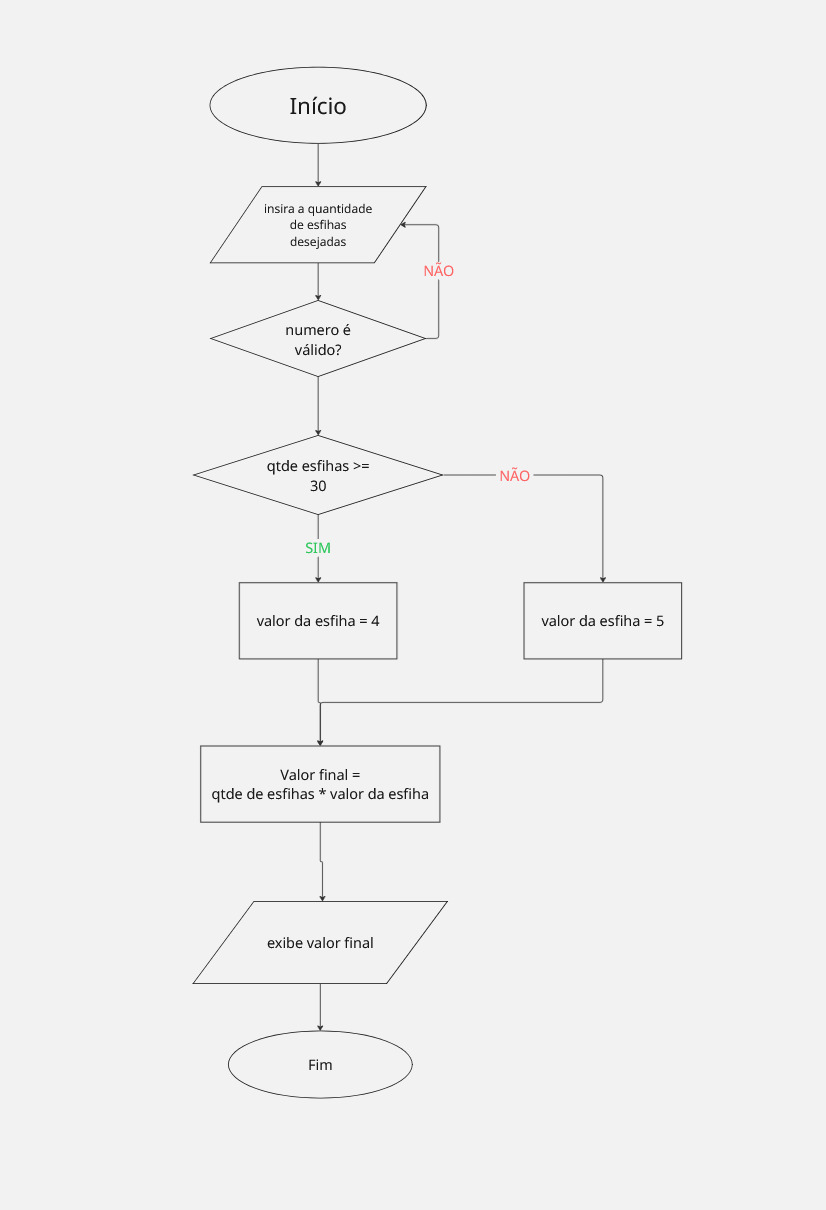 Início
insira a quantidade
de esfihas
desejadas
NÃO
numero é
válido?
qtde esfihas >=
30
NÃO
SIM
valor da esfiha = 4
valor da esfiha = 5
Valor final =
qtde de esfihas * valor da esfiha
exibe valor final
Fim